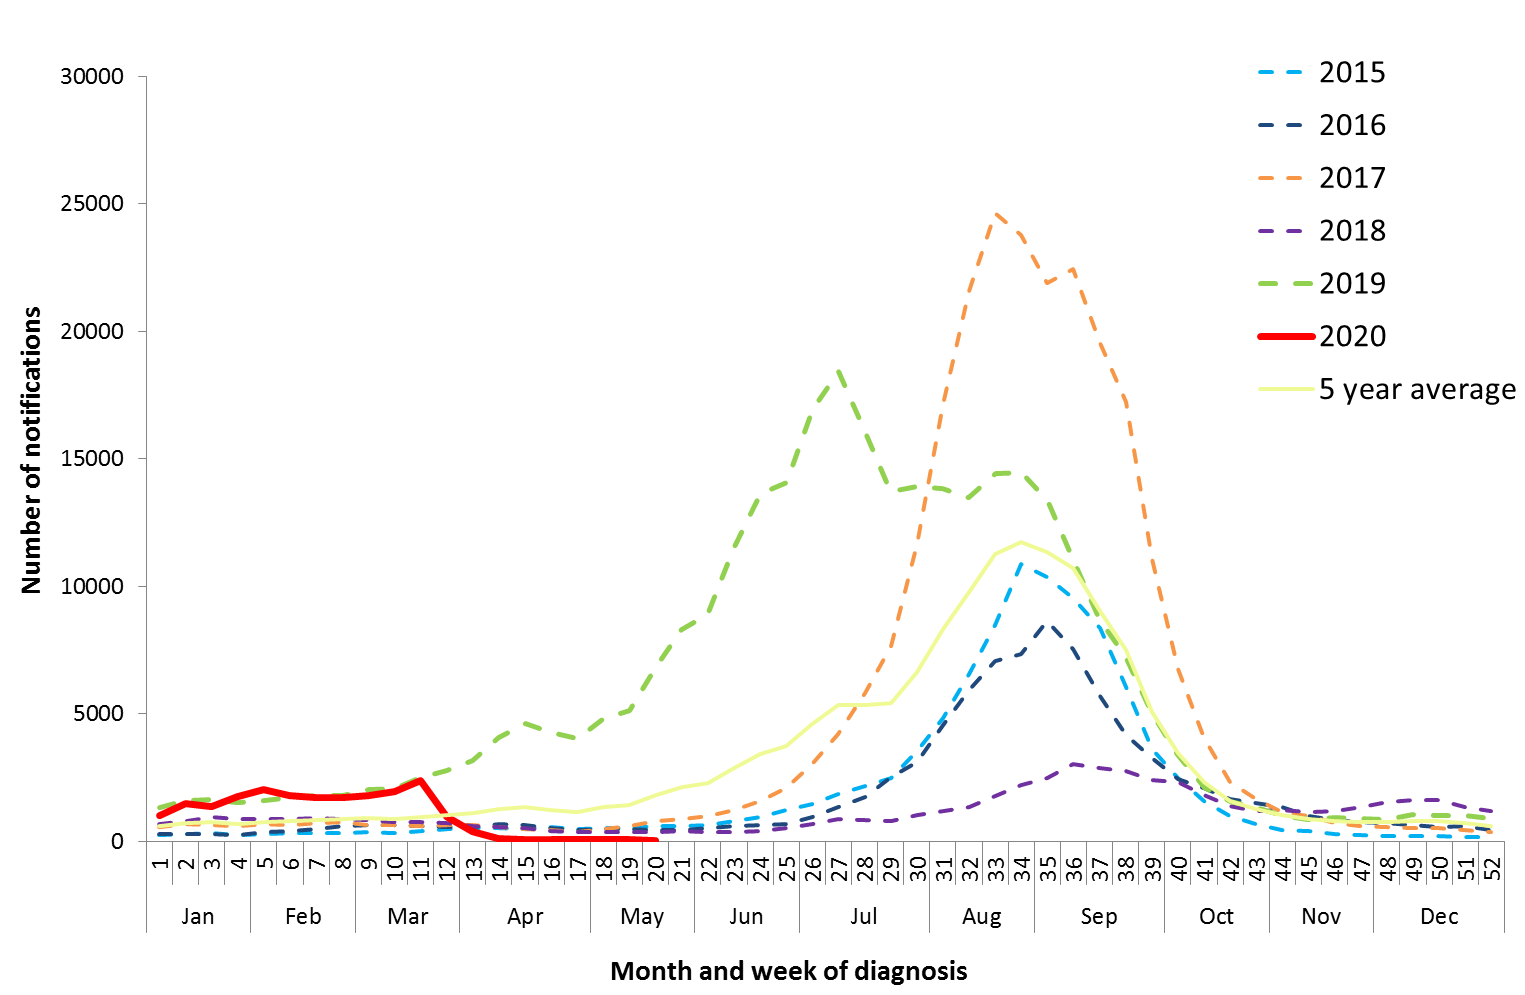 30000
25000
20000
15000
10000
5000
0
Number of notifications
2015
2016
2017
2018
2019
2020
5 year average
1 2 3 4 5 6 7 8 9 10 11 12 13 14 15 16 17 18 19 20 21 22 23 24 25 26 27 28 29 30 31 32 33 34 35 36 37 38 39 40 41 42 43 44 45 46 47 48 49 50 51 52
Jan Feb Mar Apr May Jun Jul Aug Sep Oct Nov Dec
Month and week of diagnosis